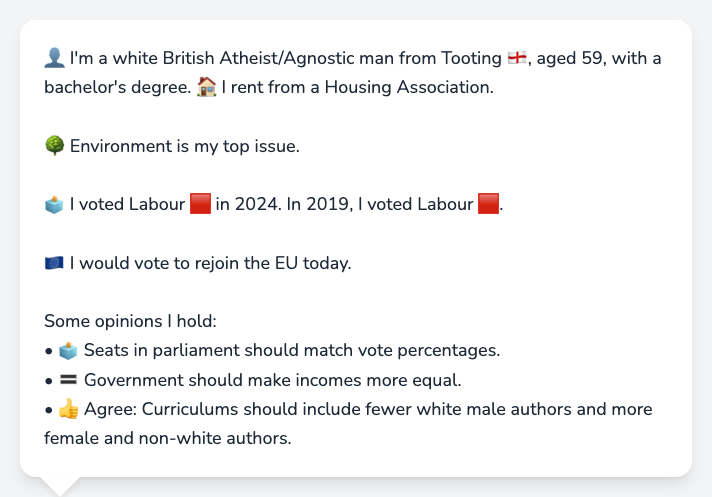 👤 I'm a white British Atheist/Agnostic man from Tooting 🏴󠁧󠁢󠁥󠁮󠁧󠁿, aged 59, with a
bachelor's degree. 🏠 I rent from a Housing Association.
🌳 Environment is my top issue.
🗳️ I voted Labour 🟥 in 2024. In 2019, I voted Labour 🟥.
🇪🇺 I would vote to rejoin the EU today.
Some opinions I hold:
• 🗳️ Seats in parliament should match vote percentages.
• 🟰 Government should make incomes more equal.
• 👍 Agree: Curriculums should include fewer white male authors and more
female and non-white authors.